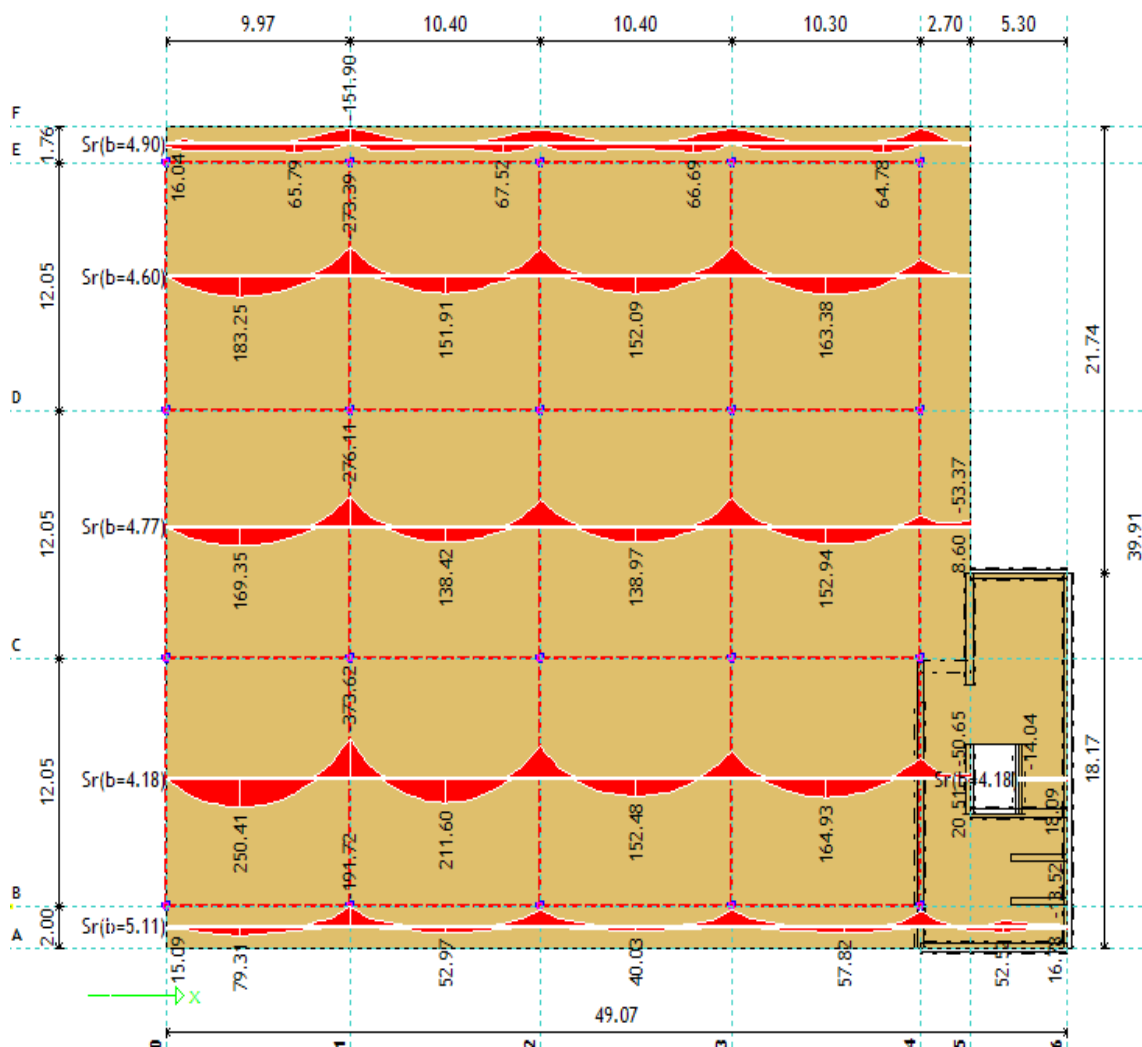 9.97 10.40 10.40 10.30 2.70 5.30
-151.90
F
Sr(b=4.90)
1.76
E
16.04 65.79 67.52 66.69 64.78
-273.39
Sr(b=4.60)
12.05
183.25 151.91 152.09 163.38
21.74
D
-276.11
-53.37
Sr(b=4.77)
12.05
8.60
39.91
169.35 138.42 138.97 152.94
C
-373.62
-50.65 -14.04
18.17
Sr(b=4.18) Sr(b=4.18)
12.05
20.51 18.09
250.41 211.60 152.48 164.93
-191.72
-18.52
B
2.00
Sr(b=5.11)
A
15.09 79.31 52.97 40.03 57.82
X
49.07
0 1 2 3 4 5 6